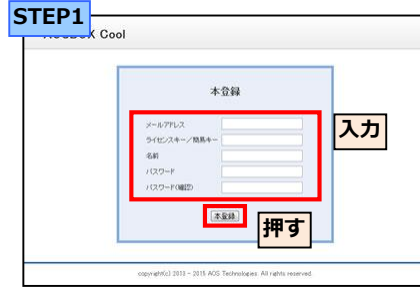 STEP1
X Cool
本登録
メールアドレス
ライセンスキー／簡易キー
名前
パスワード
パスワード(確認)
入力
本登録
押す
copyright(c) 2013 - 2015 AOS Technologies. All rights reserved.